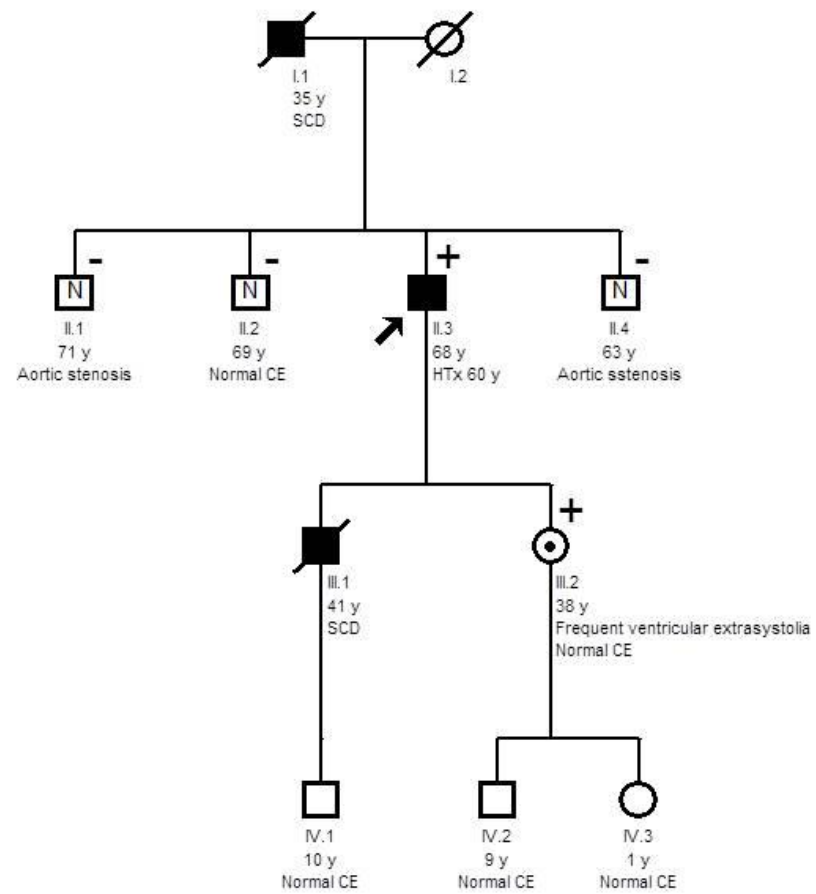 I.1
35 y
SCD
I.2
-
-
+
-
N
N
N
II.1
71 y
Aortic stenosis
II.2
69 y
Normal CE
II.3
68 y
HTx 60 y
II.4
63 y
Aortic sstenosis
+
III.1
41 y
SCD
III.2
38 y
Frequent ventricular extrasystolia
Normal CE
IV.1
10 y
Normal CE
IV.2
9 y
Normal CE
IV.3
1 y
Normal CE